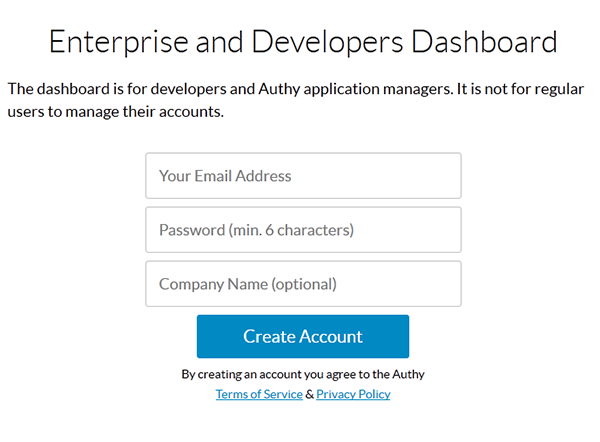 Enterprise and Developers Dashboard
The dashboard is for developers and Authy application managers. It is not for regular
users to manage their accounts.
Your Email Address
Password (min. 6 characters)
Company Name (optional)
Create Account
By creating an account you agree to the Authy
Terms of Service & Privacy Policy